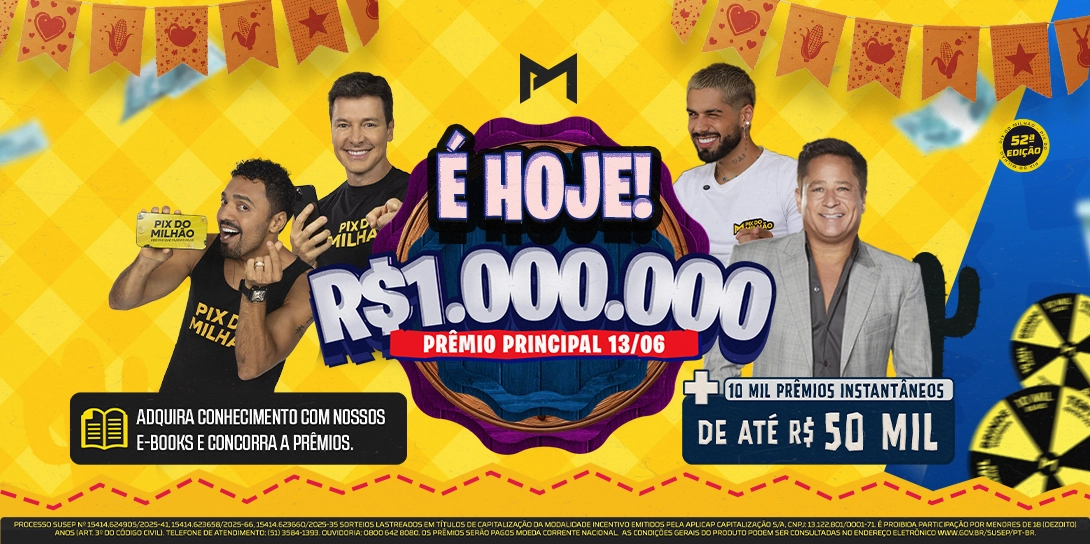 52ª
EDIÇÃO
É HOJE!
R$1.000.000
PRÊMIO PRINCIPAL 13/06
PIX DO
MILHÃO
PIX DO
MILHÃO
PIX DO
MILHÃO
PIX DO
MILHÃO
ADQUIRA CONHECIMENTO COM NOSSOS
E-BOOKS E CONCORRA A PRÊMIOS.
+ 10 MIL PRÊMIOS INSTANTÂNEOS
DE ATÉ R$ 50 MIL
PROCESSO SUSEP Nº 15414.624905/2025-41, 15414.623658/2025-66, 15414.623660/2025-35 SORTEIOS LASTREADOS EM TÍTULOS DE CAPITALIZAÇÃO DA MODALIDADE INCENTIVO EMITIDOS PELA APLICAP CAPITALIZAÇÃO S/A, CNPJ: 13.122.801/0001-71. É PROIBIDA PARTICIPAÇÃO POR MENORES DE 18 (DEZOITO)
ANOS (ART. 3º DO CÓDIGO CIVIL). TELEFONE DE ATENDIMENTO: (51) 3584-1393. OUVIDORIA: 0800 642 8080. OS PRÊMIOS SERÃO PAGOS MOEDA CORRENTE NACIONAL. AS CONDIÇÕES GERAIS DO PRODUTO PODEM SER CONSULTADAS NO ENDEREÇO ELETRÔNICO WWW.GOV.BR/SUSEP/PT-BR.